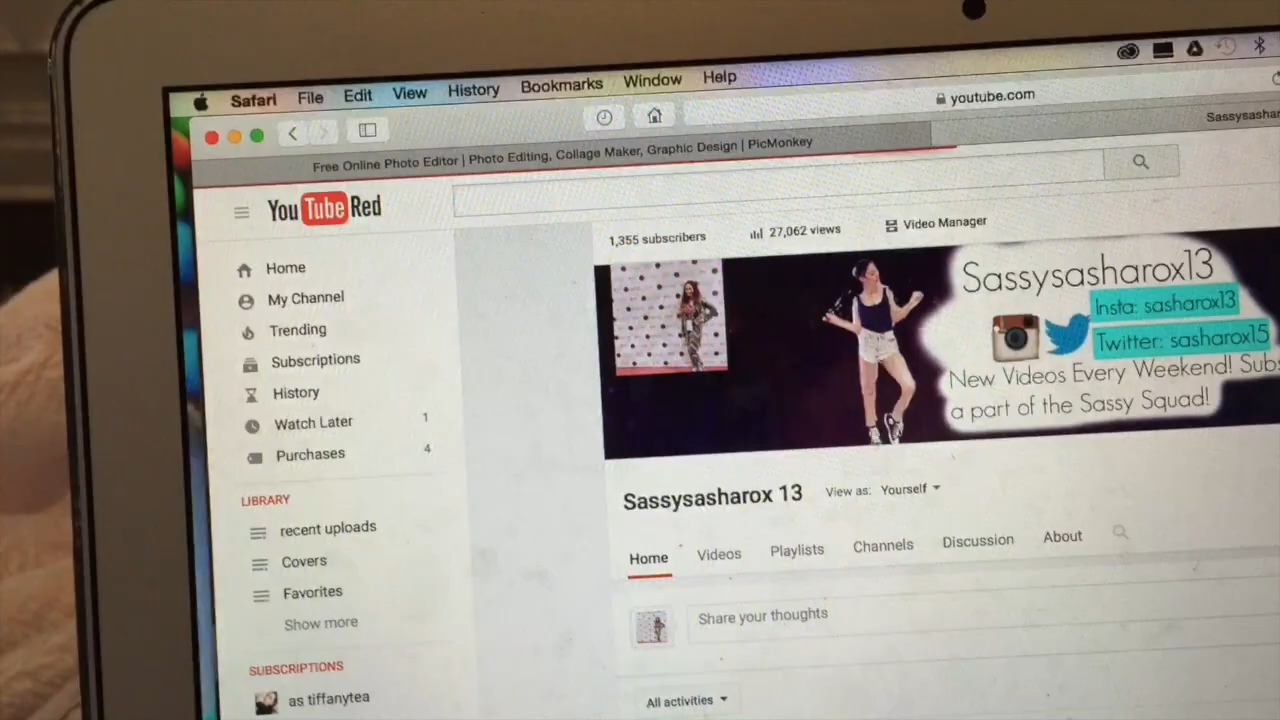 Safari File Edit View History Bookmarks Window Help
youtube.com
Free Online Photo Editor | Photo Editing, Collage Maker, Graphic Design | PicMonkey
YouTube Red
1,355 subscribers 27,062 views Video Manager
Home
My Channel
Trending
Subscriptions
History
Watch Later 1
Purchases 4
LIBRARY
recent uploads
Covers
Favorites
Show more
SUBSCRIPTIONS
as tiffanytea
Sassysasharox13
Insta: sasharox13
Twitter: sasharox15
New Videos Every Weekend!
a part of the Sassy Squad!
Sassysasharox 13 View as: Yourself
Home Videos Playlists Channels Discussion About
Share your thoughts
All activities